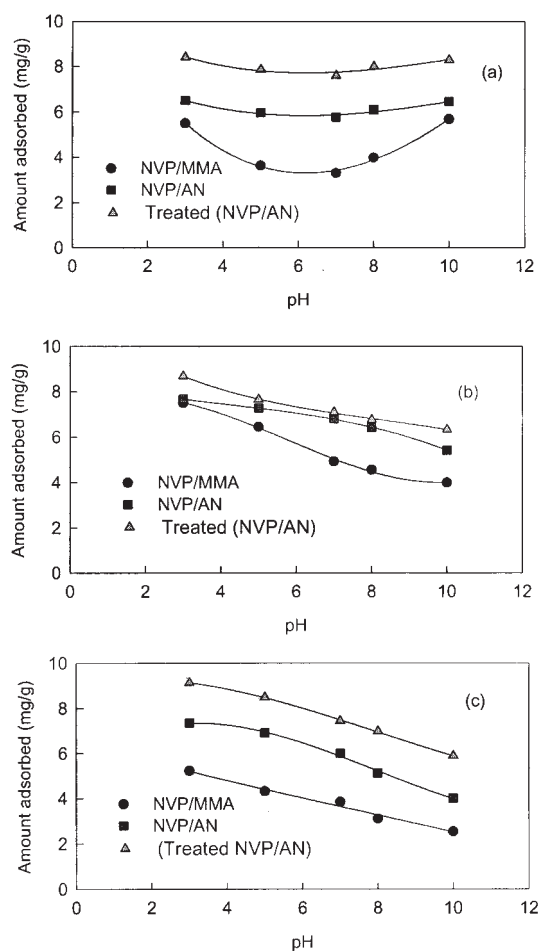 Amount adsorbed (mg/g)
10
8
6
4
2
0
(a)
NVP/MMA
NVP/AN
Treated (NVP/AN)
0 2 4 6 8 10 12
pH
Amount adsorbed (mg/g)
10
8
6
4
2
0
(b)
NVP/MMA
NVP/AN
Treated (NVP/AN)
0 2 4 6 8 10 12
pH
Amount adsorbed (mg/g)
10
8
6
4
2
0
(c)
NVP/MMA
NVP/AN
(Treated NVP/AN)
0 2 4 6 8 10 12
pH